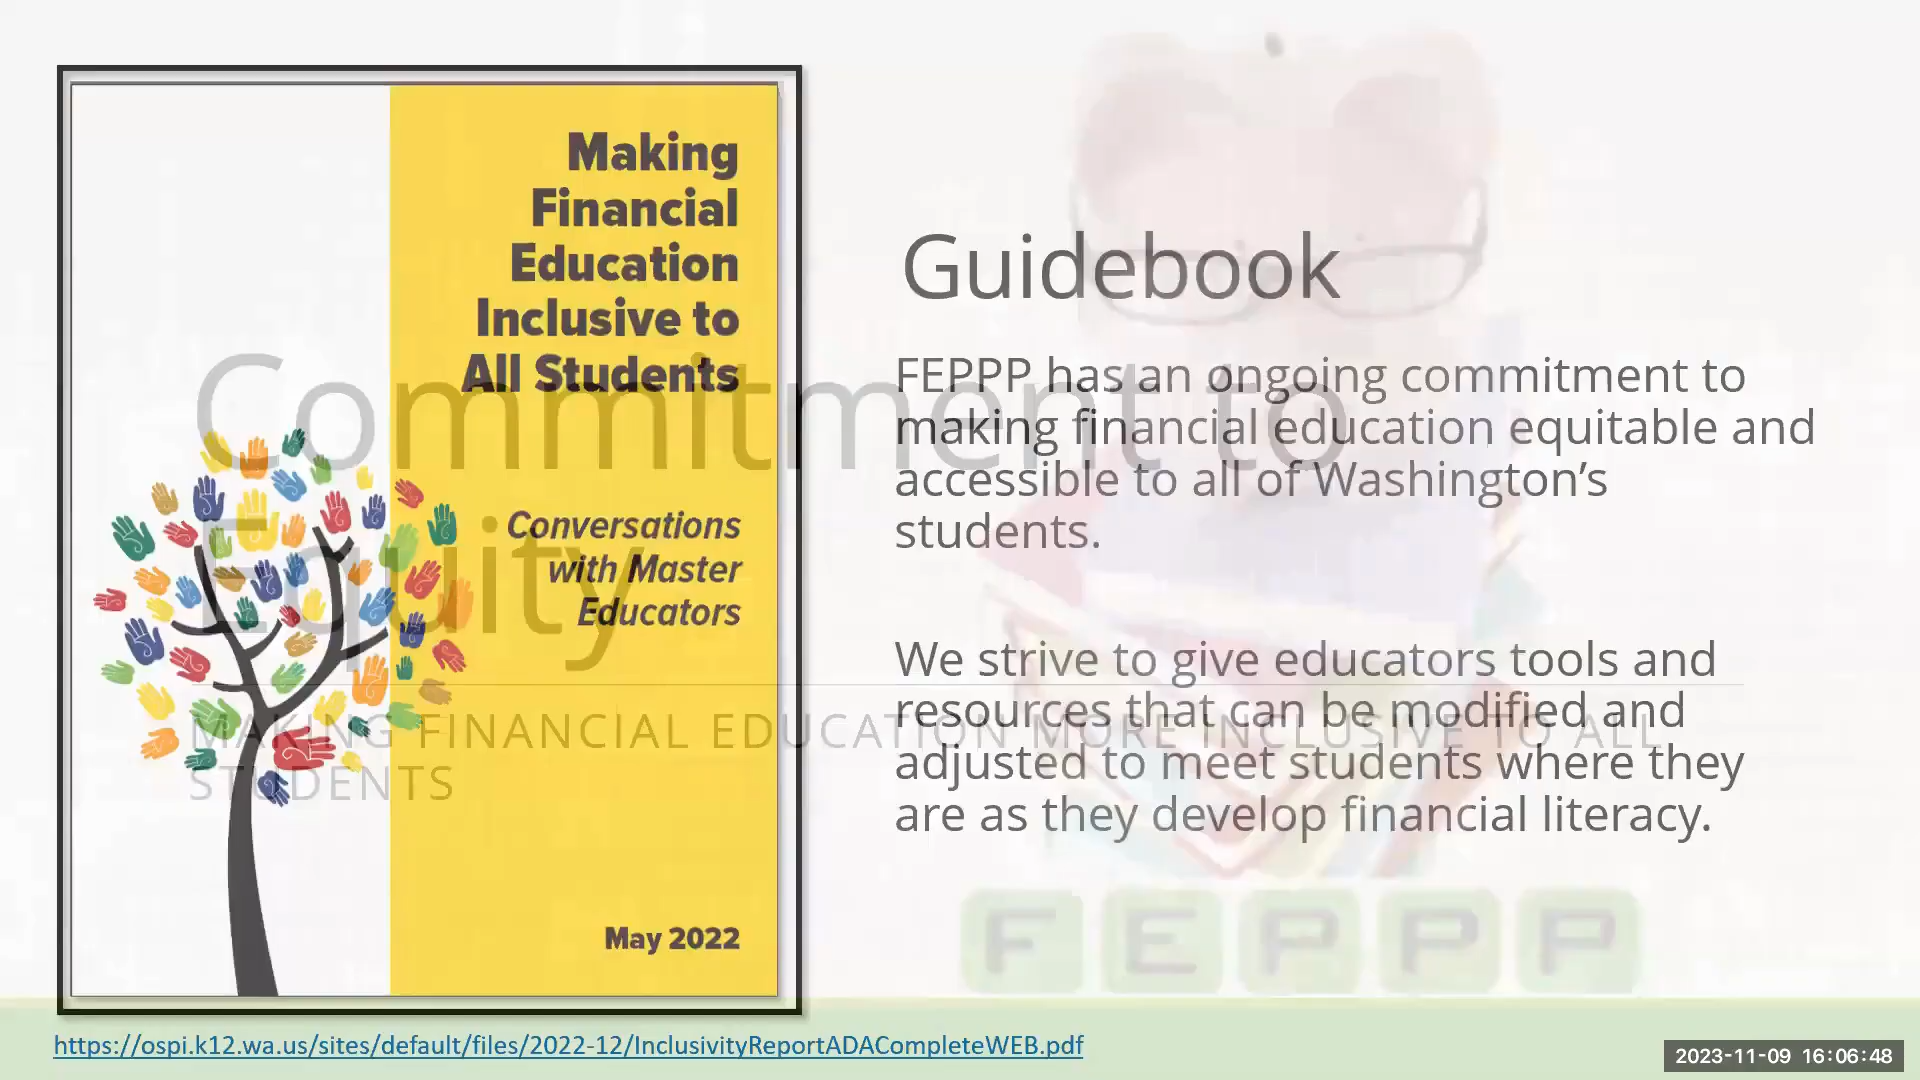 Making
Financial
Education
Inclusive to
All Students
Conversations
with Master
Educators
May 2022
Guidebook
FEPPP has an ongoing commitment to
making financial education equitable and
accessible to all of Washington’s
students.
We strive to give educators tools and
resources that can be modified and
adjusted to meet students where they
are as they develop financial literacy.
Commitment to
Equity
MAKING FINANCIAL EDUCATION MORE INCLUSIVE TO ALL
STUDENTS
FEPPP
https://ospi.k12.wa.us/sites/default/files/2022-12/InclusivityReportADACompleteWEB.pdf
2023-11-09 16:06:48